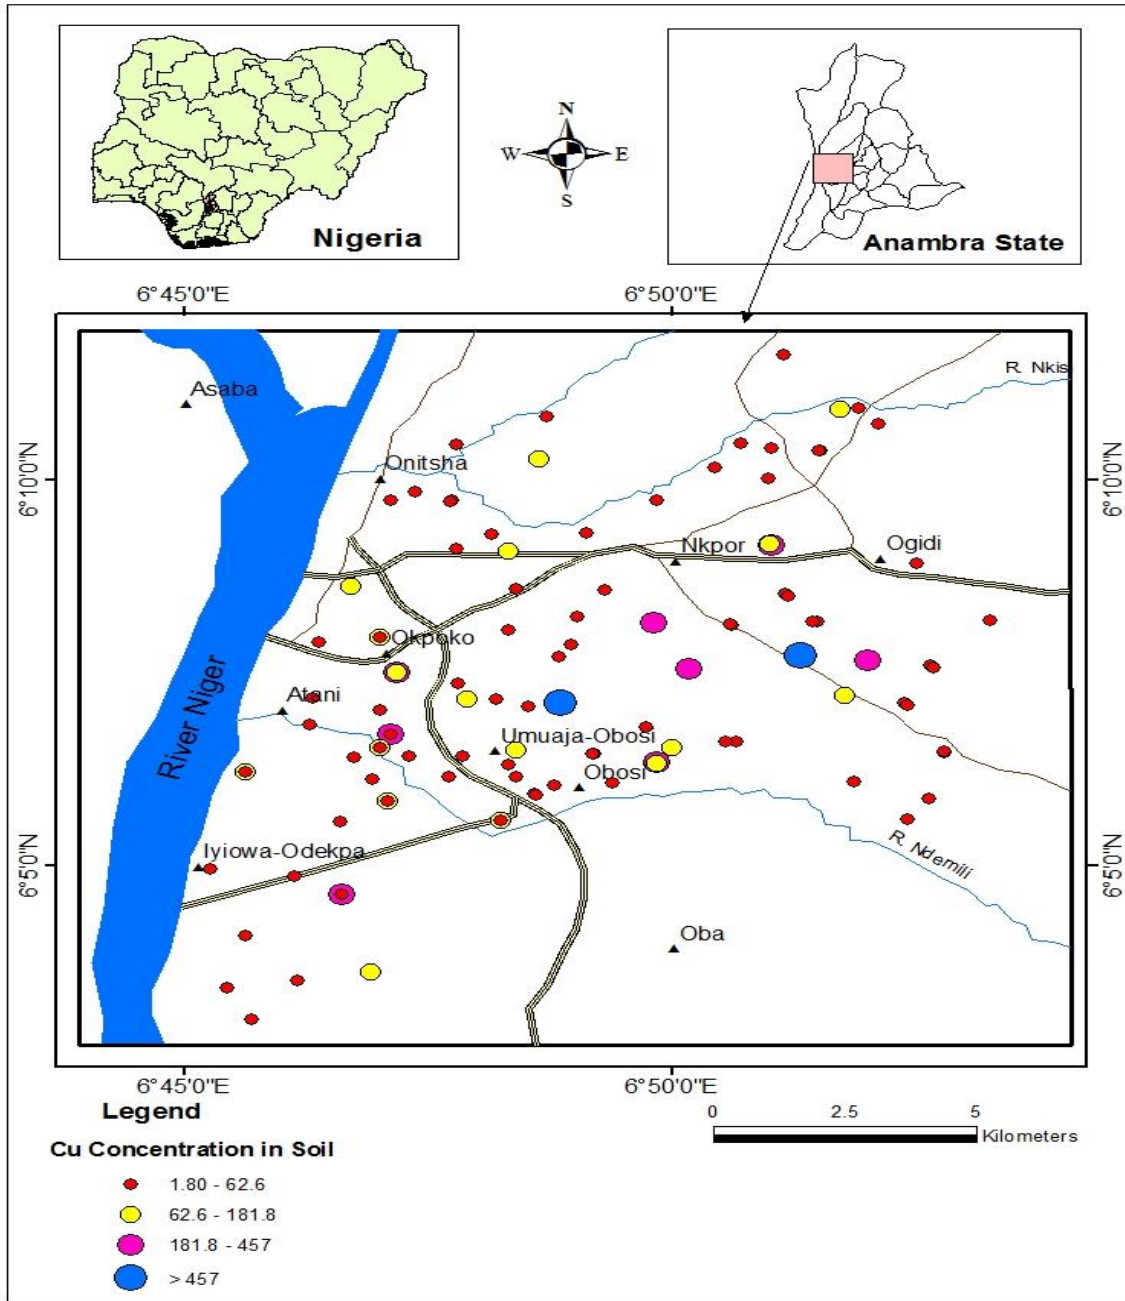 N
W E
S
Nigeria
Anambra State
6°45'0"E 6°50'0"E
R. Nkis
Asaba
6°10'0"N
Onitsha
6°10'0"N
Nkpor
Ogidi
Okpoko
River Niger
Atani
Umuaja-Obosi
Obosi
Iyiowa-Odekpa
6°5'0"N
R. Ndemili
6°5'0"N
Oba
6°45'0"E 6°50'0"E
Legend
0 2.5 5
Kilometers
Cu Concentration in Soil
1.80 - 62.6
62.6 - 181.8
181.8 - 457
> 457